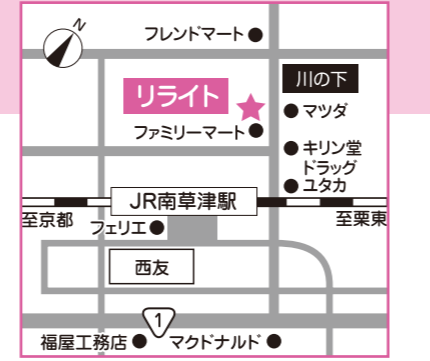 N
フレンドマート
川の下
リライト
マツダ
ファミリーマート
キリン堂
ドラッグ
ユタカ
JR南草津駅
至京都
至栗東
フェリエ
西友
1
福屋工務店
マクドナルド